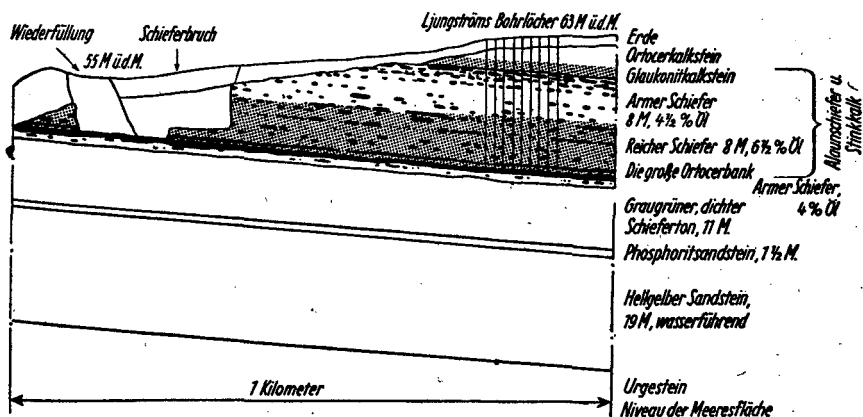 Wiederfüllung
Schieferbruch
55 M ü.d.M.
Ljungströms Bohrlöcher 63 M ü.d.M.
Erde
Ortocerkalkstein
Glaukonitkalkstein
Armer Schiefer
8 M, 4½ % Öl
Reicher Schiefer 8 M, 6½ % Öl
Die große Ortocerbank
Alaunschiefer u.
Stinkkalk
Armer Schiefer,
4 % Öl
Graugrüner, dichter
Schieferton, 11 M.
Phosphoritsandstein, 1½ M.
Hellgelber Sandstein,
19 M, wasserführend
1 Kilometer
Urgestein
Niveau der Meeresfläche